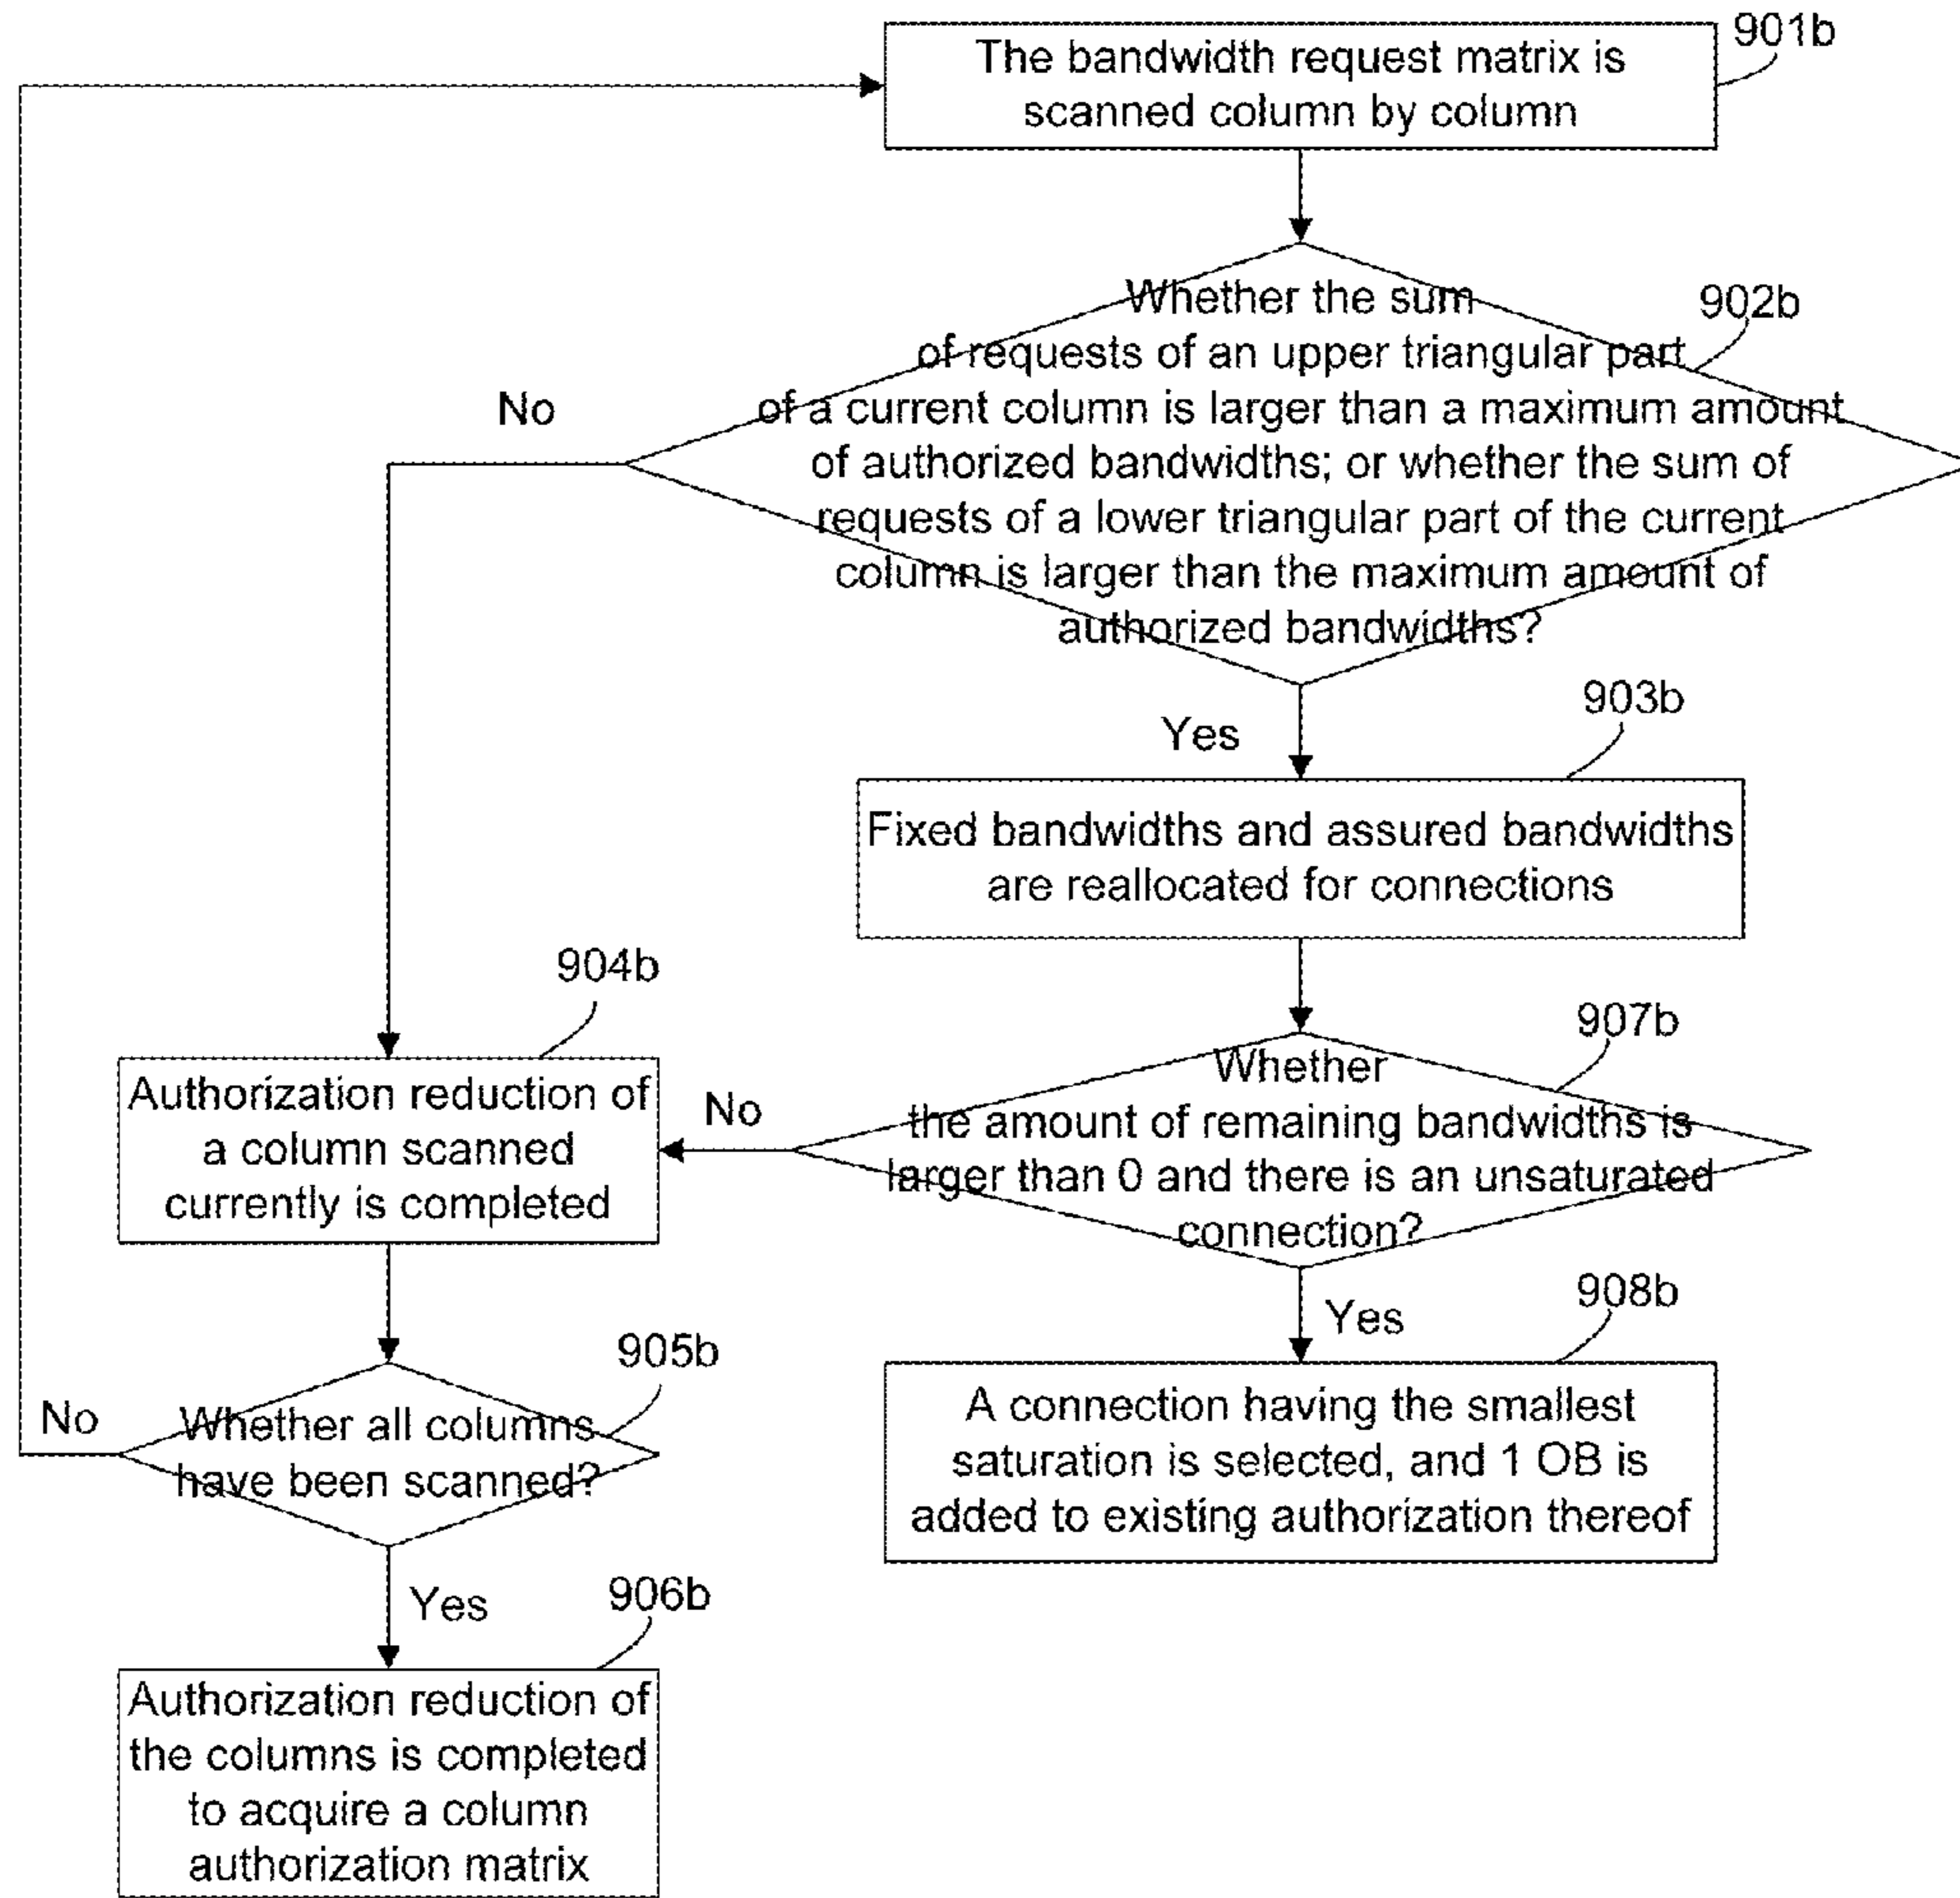 901b
The bandwidth request matrix is
scanned column by column
902b
Whether the sum
of requests of an upper triangular part
of a current column is larger than a maximum amount
of authorized bandwidths; or whether the sum of
requests of a lower triangular part of the current
column is larger than the maximum amount of
authorized bandwidths?
No
Yes
903b
Fixed bandwidths and assured bandwidths
are reallocated for connections
904b
Authorization reduction of
a column scanned
currently is completed
No
907b
Whether
the amount of remaining bandwidths is
larger than 0 and there is an unsaturated
connection?
Yes
908b
A connection having the smallest
saturation is selected, and 1 OB is
added to existing authorization thereof
905b
No
Whether all columns
have been scanned?
Yes
906b
Authorization reduction of
the columns is completed
to acquire a column
authorization matrix